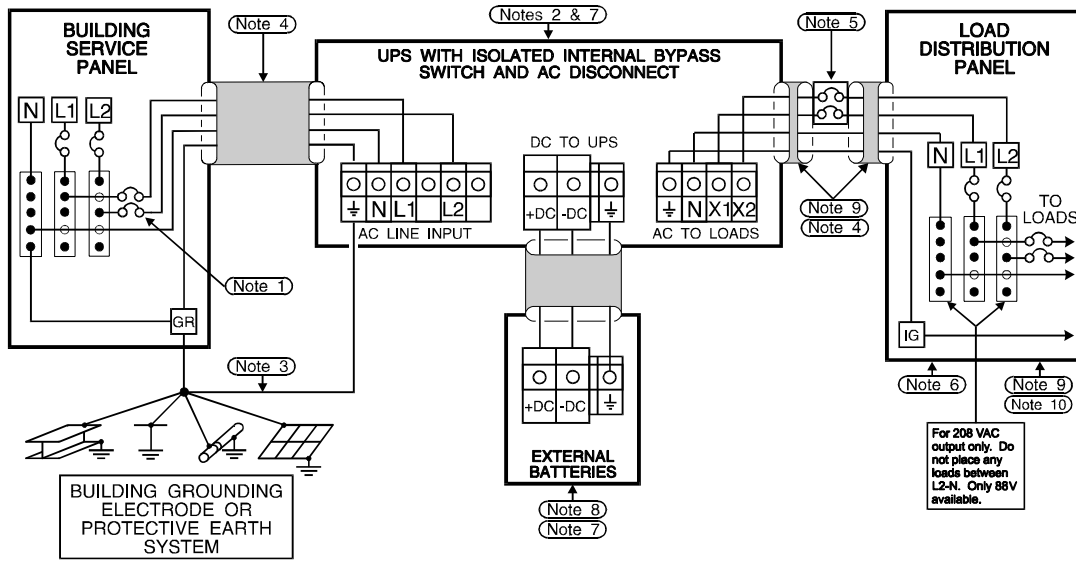 BUILDING
SERVICE
PANEL
N L1 L2
Note 1
GR
Note 3
BUILDING GROUNDING
ELECTRODE OR
PROTECTIVE EARTH
SYSTEM
Note 4
Notes 2 & 7
UPS WITH ISOLATED INTERNAL BYPASS
SWITCH AND AC DISCONNECT
N L1 L2
AC LINE INPUT
DC TO UPS
+DC -DC
N X1 X2
AC TO LOADS
+DC -DC
EXTERNAL
BATTERIES
Note 8
Note 7
Note 5
Note 9
Note 4
LOAD
DISTRIBUTION
PANEL
N L1 L2
TO
LOADS
IG
Note 6
Note 9
Note 10
For 208 VAC
output only. Do
not place any
loads between
L2-N. Only 88V
available.